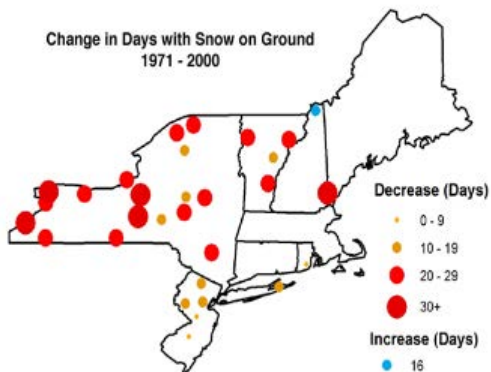 Change in Days with Snow on Ground
1971 - 2000
Decrease (Days)
0 - 9
10 - 19
20 - 29
30+
Increase (Days)
16